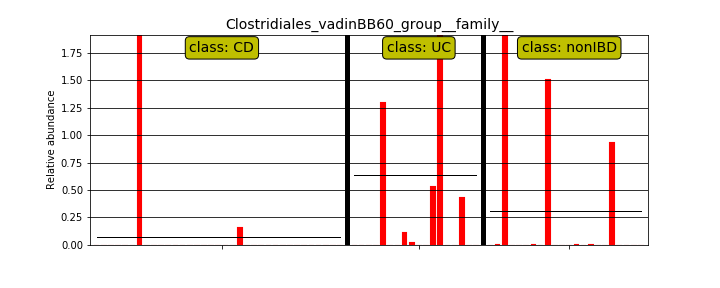 Clostridiales_vadinBB60_group__family__
class: CD
class: UC
class: nonIBD
Relative abundance
1.75
1.50
1.25
1.00
0.75
0.50
0.25
0.00